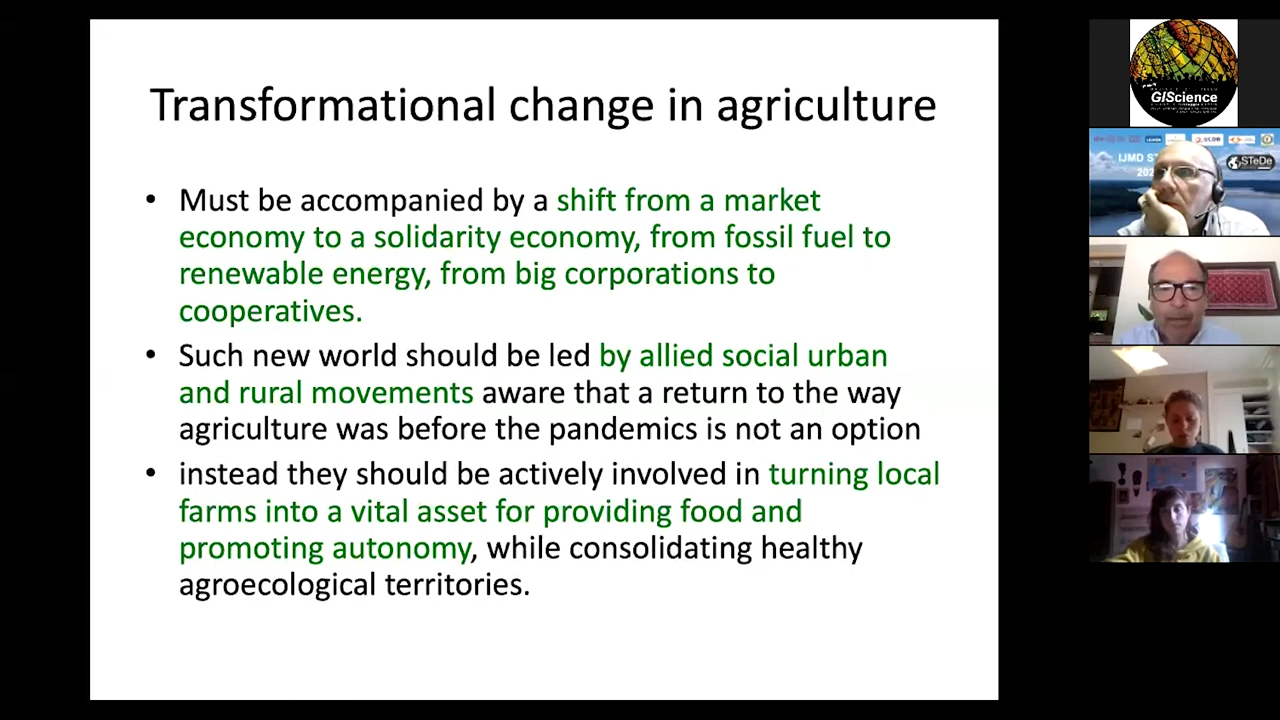 Transformational change in agriculture
• Must be accompanied by a shift from a market
economy to a solidarity economy, from fossil fuel to
renewable energy, from big corporations to
cooperatives.
• Such new world should be led by allied social urban
and rural movements aware that a return to the way
agriculture was before the pandemics is not an option
• instead they should be actively involved in turning local
farms into a vital asset for providing food and
promoting autonomy, while consolidating healthy
agroecological territories.
GIScience
IJMD ST
202
STeDe